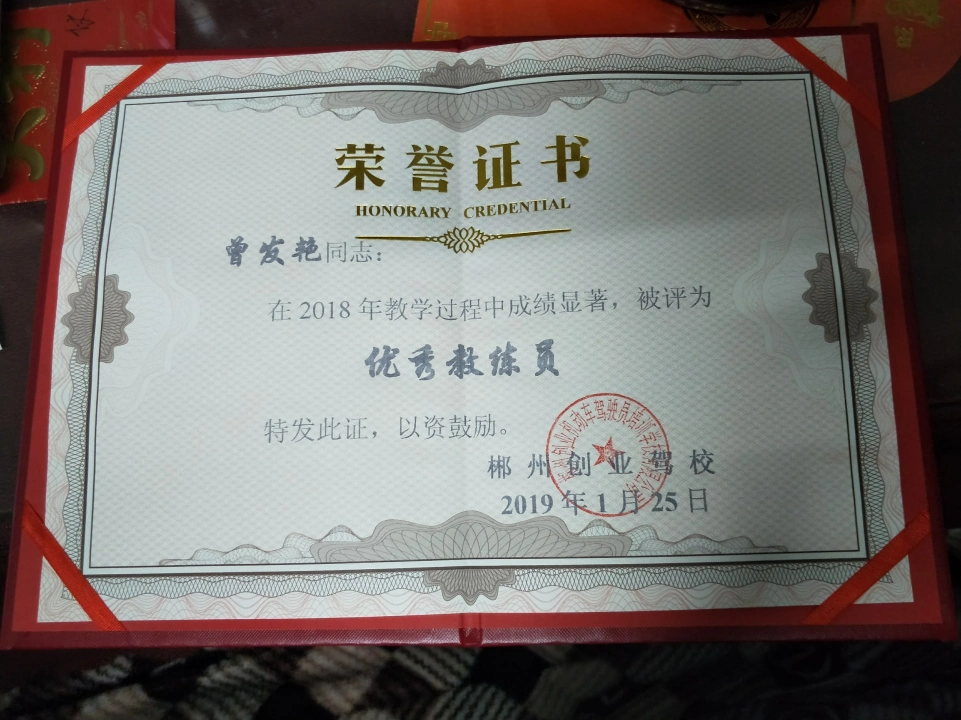 荣誉证书
HONORARY CREDENTIAL
曾发艳同志：
在2018年教学过程中成绩显著，被评为
优秀教练员
特发此证，以资鼓励。
郴州创业驾校
2019年1月25日